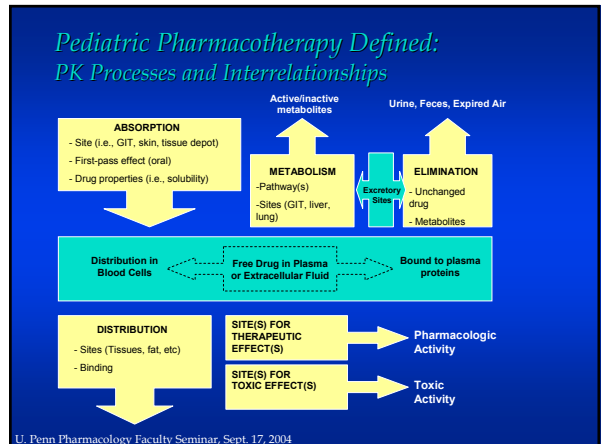 Pediatric Pharmacotherapy Defined:
PK Processes and Interrelationships
Active/inactive
metabolites
Urine, Feces, Expired Air
ABSORPTION
- Site (i.e., GIT, skin, tissue depot)
- First-pass effect (oral)
- Drug properties (i.e., solubility)
METABOLISM
-Pathway(s)
-Sites (GIT, liver,
lung)
Excretory
Sites
ELIMINATION
- Unchanged
drug
- Metabolites
Distribution in
Blood Cells
Free Drug in Plasma
or Extracellular Fluid
Bound to plasma
proteins
DISTRIBUTION
- Sites (Tissues, fat, etc)
- Binding
SITE(S) FOR
THERAPEUTIC
EFFECT(S)
Pharmacologic
Activity
SITE(S) FOR
TOXIC EFFECT(S)
Toxic
Activity
U. Penn Pharmacology Faculty Seminar, Sept. 17, 2004